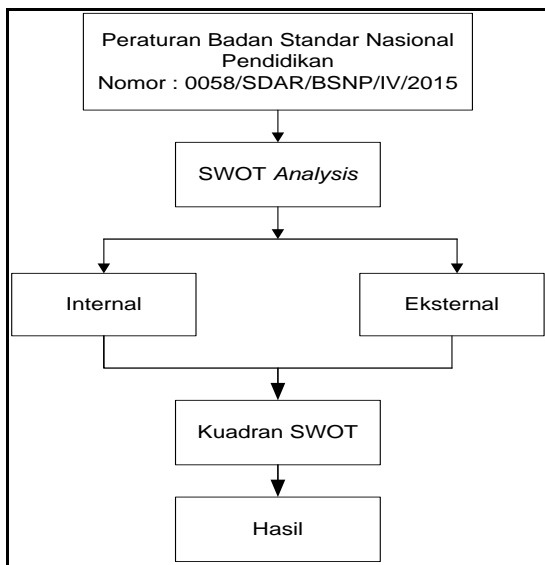 Peraturan Badan Standar Nasional
Pendidikan
Nomor : 0058/SDAR/BSNP/IV/2015
SWOT Analysis
Internal
Eksternal
Kuadran SWOT
Hasil